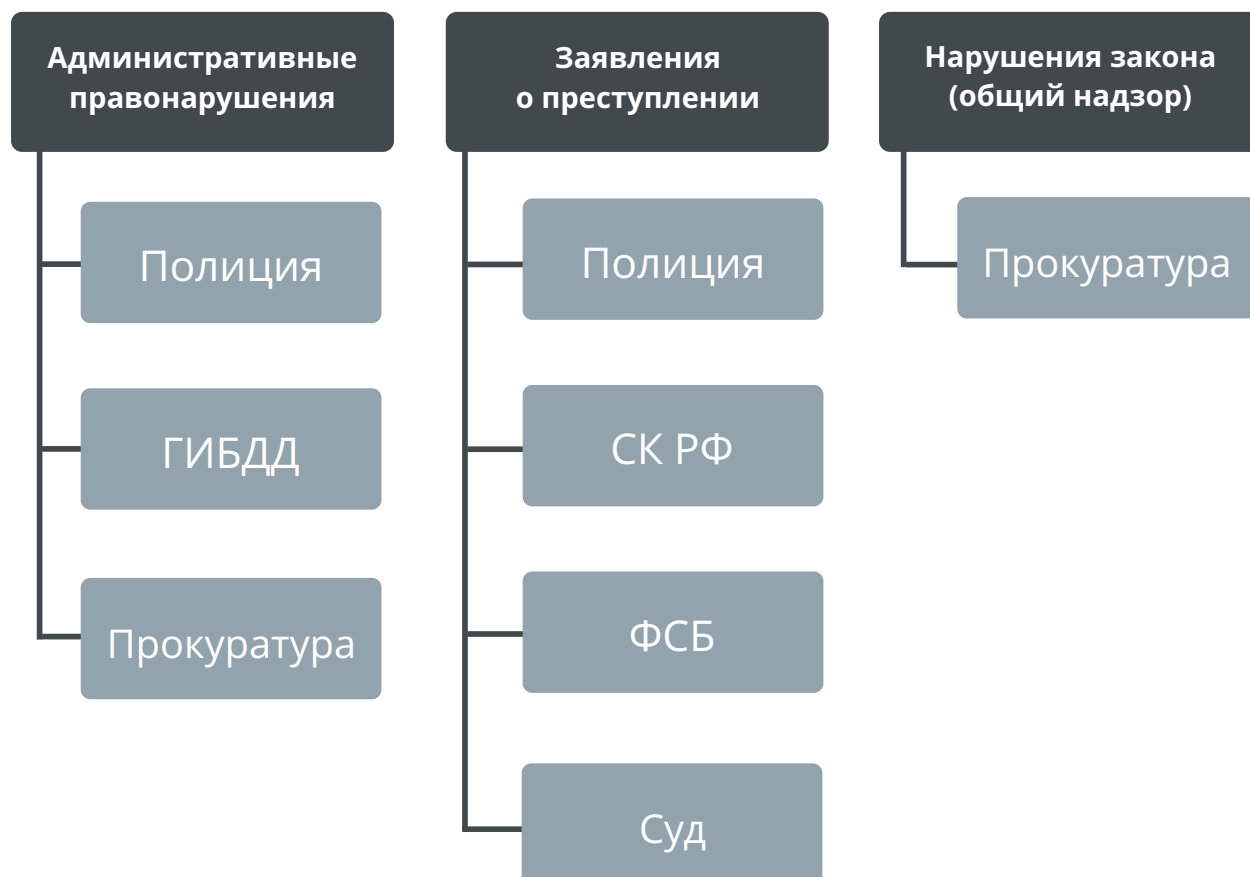 Административные
правонарушения
Полиция
ГИБДД
Прокуратура
Заявления
о преступлении
Полиция
СК РФ
ФСБ
Суд
Нарушения закона
(общий надзор)
Прокуратура